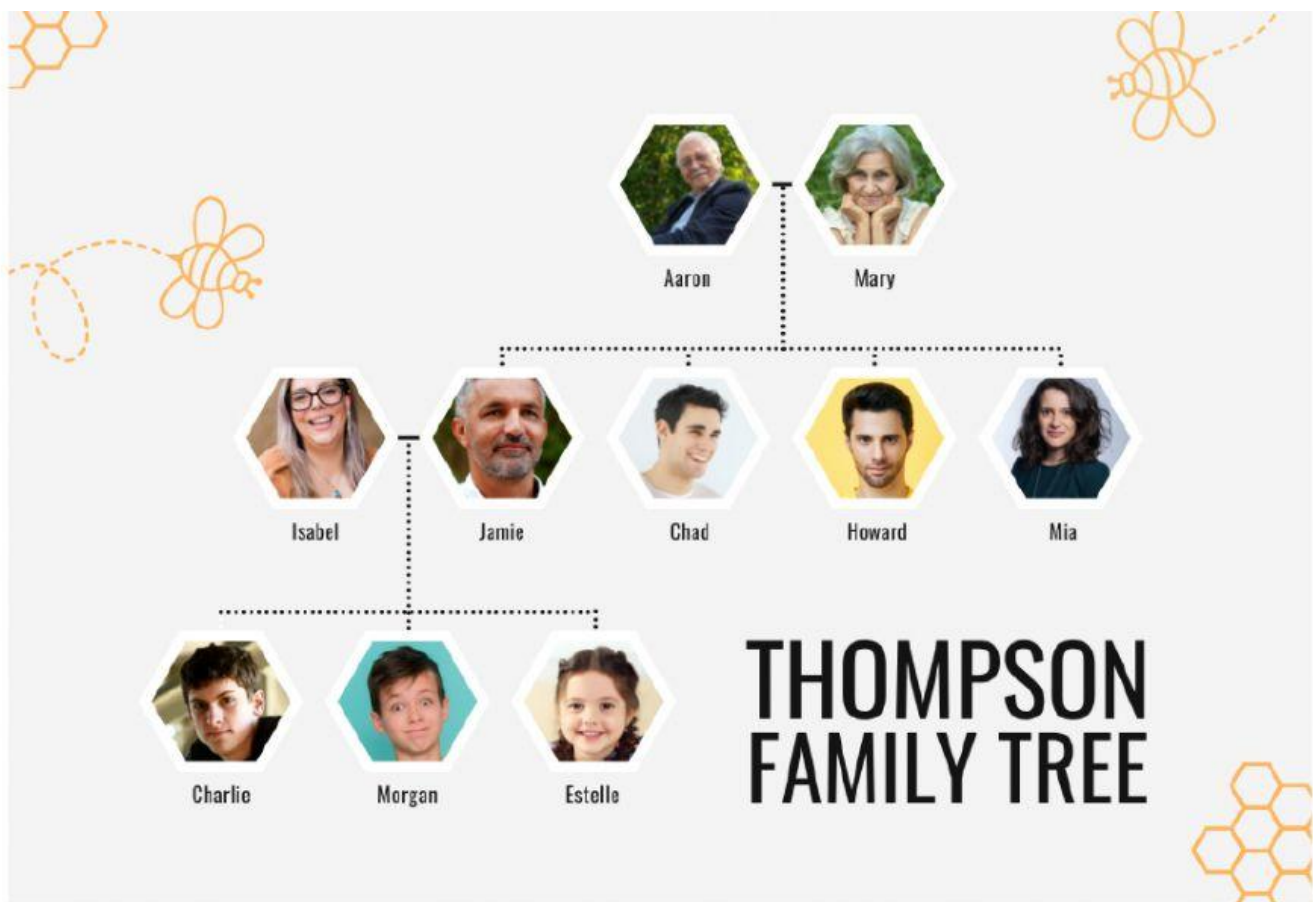 Aaron
Mary
Isabel
Jamie
Chad
Howard
Mia
Charlie
Morgan
Estelle
THOMPSON
FAMILY TREE